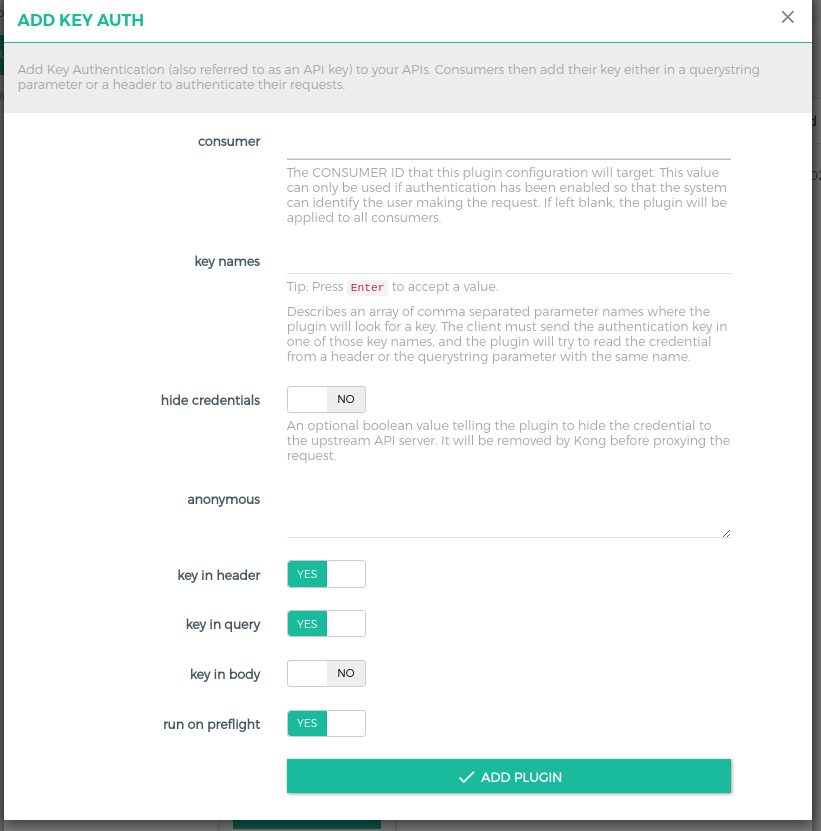 ADD KEY AUTH
Add Key Authentication (also referred to as an API key) to your APIs. Consumers then add their key either in a querystring
parameter or a header to authenticate their requests.
consumer
The CONSUMER ID that this plugin configuration will target. This value
can only be used if authentication has been enabled so that the system
can identify the user making the request. If left blank, the plugin will be
applied to all consumers.
key names
Tip: Press Enter to accept a value.
Describes an array of comma separated parameter names where the
plugin will look for a key. The client must send the authentication key in
one of those key names, and the plugin will try to read the credential
from a header or the querystring parameter with the same name.
hide credentials NO
An optional boolean value telling the plugin to hide the credential to
the upstream API server. It will be removed by Kong before proxying the
request.
anonymous
key in header YES
key in query YES
key in body NO
run on preflight YES
ADD PLUGIN